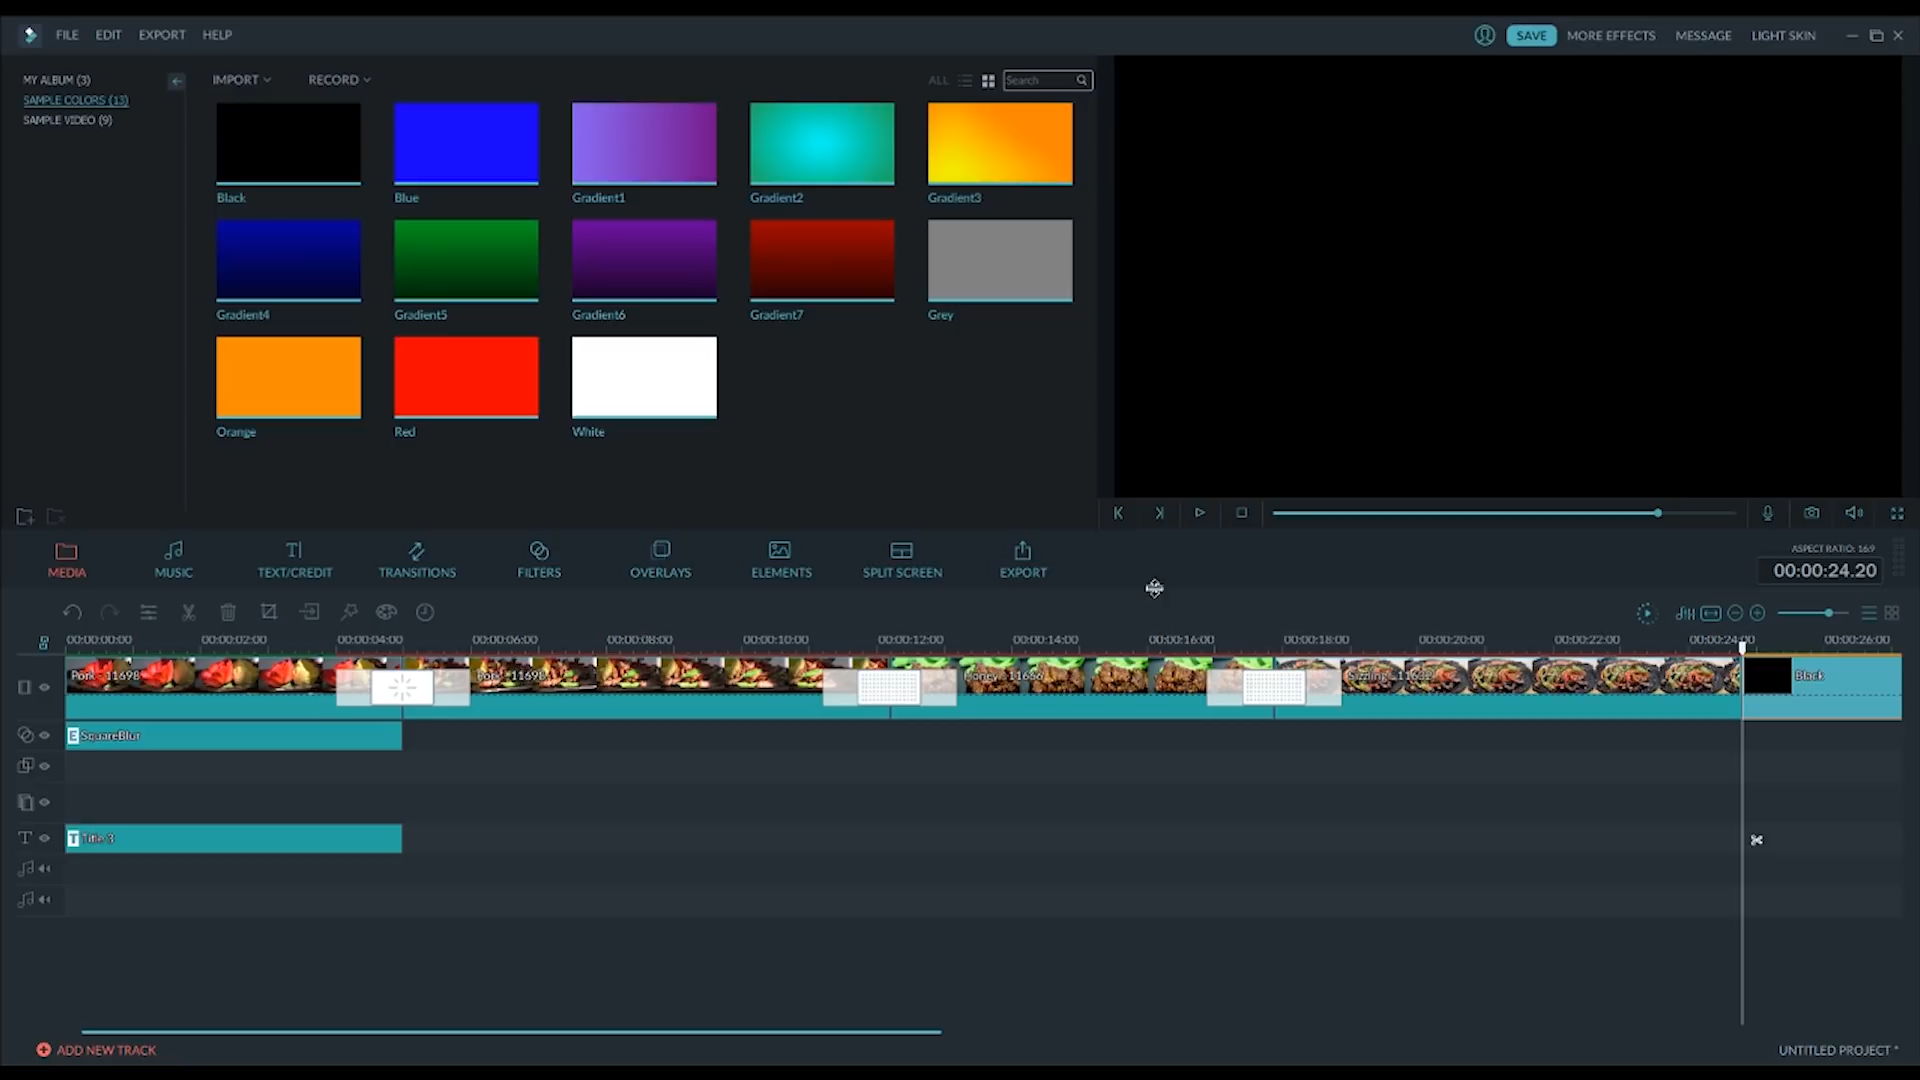 FILE EDIT EXPORT HELP
SAVE MORE EFFECTS MESSAGE LIGHT SKIN
MY ALBUM (3)
SAMPLE COLORS (13)
SAMPLE VIDEO (9)
IMPORT RECORD
ALL Search
Black Blue Gradient1 Gradient2 Gradient3
Gradient4 Gradient5 Gradient6 Gradient7 Grey
Orange Red White
MEDIA MUSIC TEXT/CREDIT TRANSITIONS FILTERS OVERLAYS ELEMENTS SPLIT SCREEN EXPORT
ASPECT RATIO: 16:9
00:00:24.20
00:00:00:00 00:00:02:00 00:00:04:00 00:00:06:00 00:00:08:00 00:00:10:00 00:00:12:00 00:00:14:00 00:00:16:00 00:00:18:00 00:00:20:00 00:00:22:00 00:00:24:00 00:00:26:00
Pork - 11698 Black
E SquareBlur
T Title 3
ADD NEW TRACK
UNTITLED PROJECT *